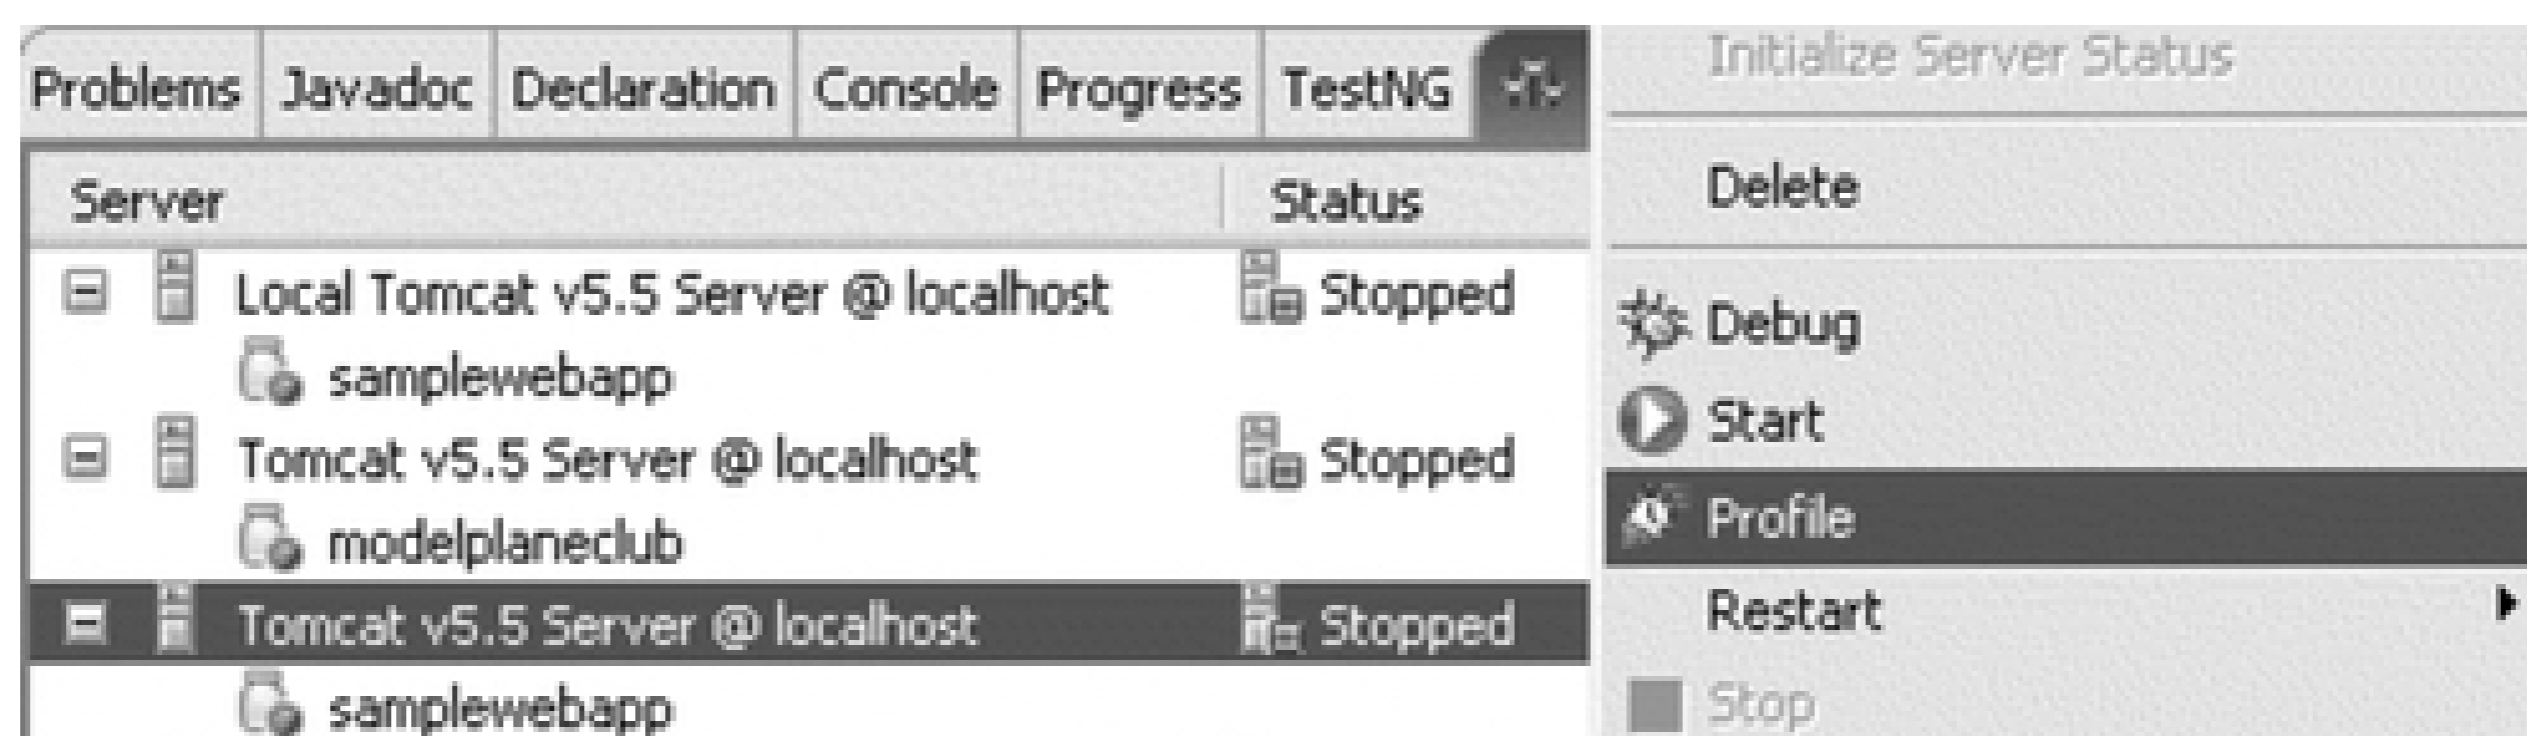 Problems Javadoc Declaration Console Progress TestNG
Server Status
Local Tomcat v5.5 Server @ localhost Stopped
samplewebapp
Tomcat v5.5 Server @ localhost Stopped
modelplaneclub
Tomcat v5.5 Server @ localhost Stopped
samplewebapp
Initialize Server Status
Delete
Debug
Start
Profile
Restart
Stop